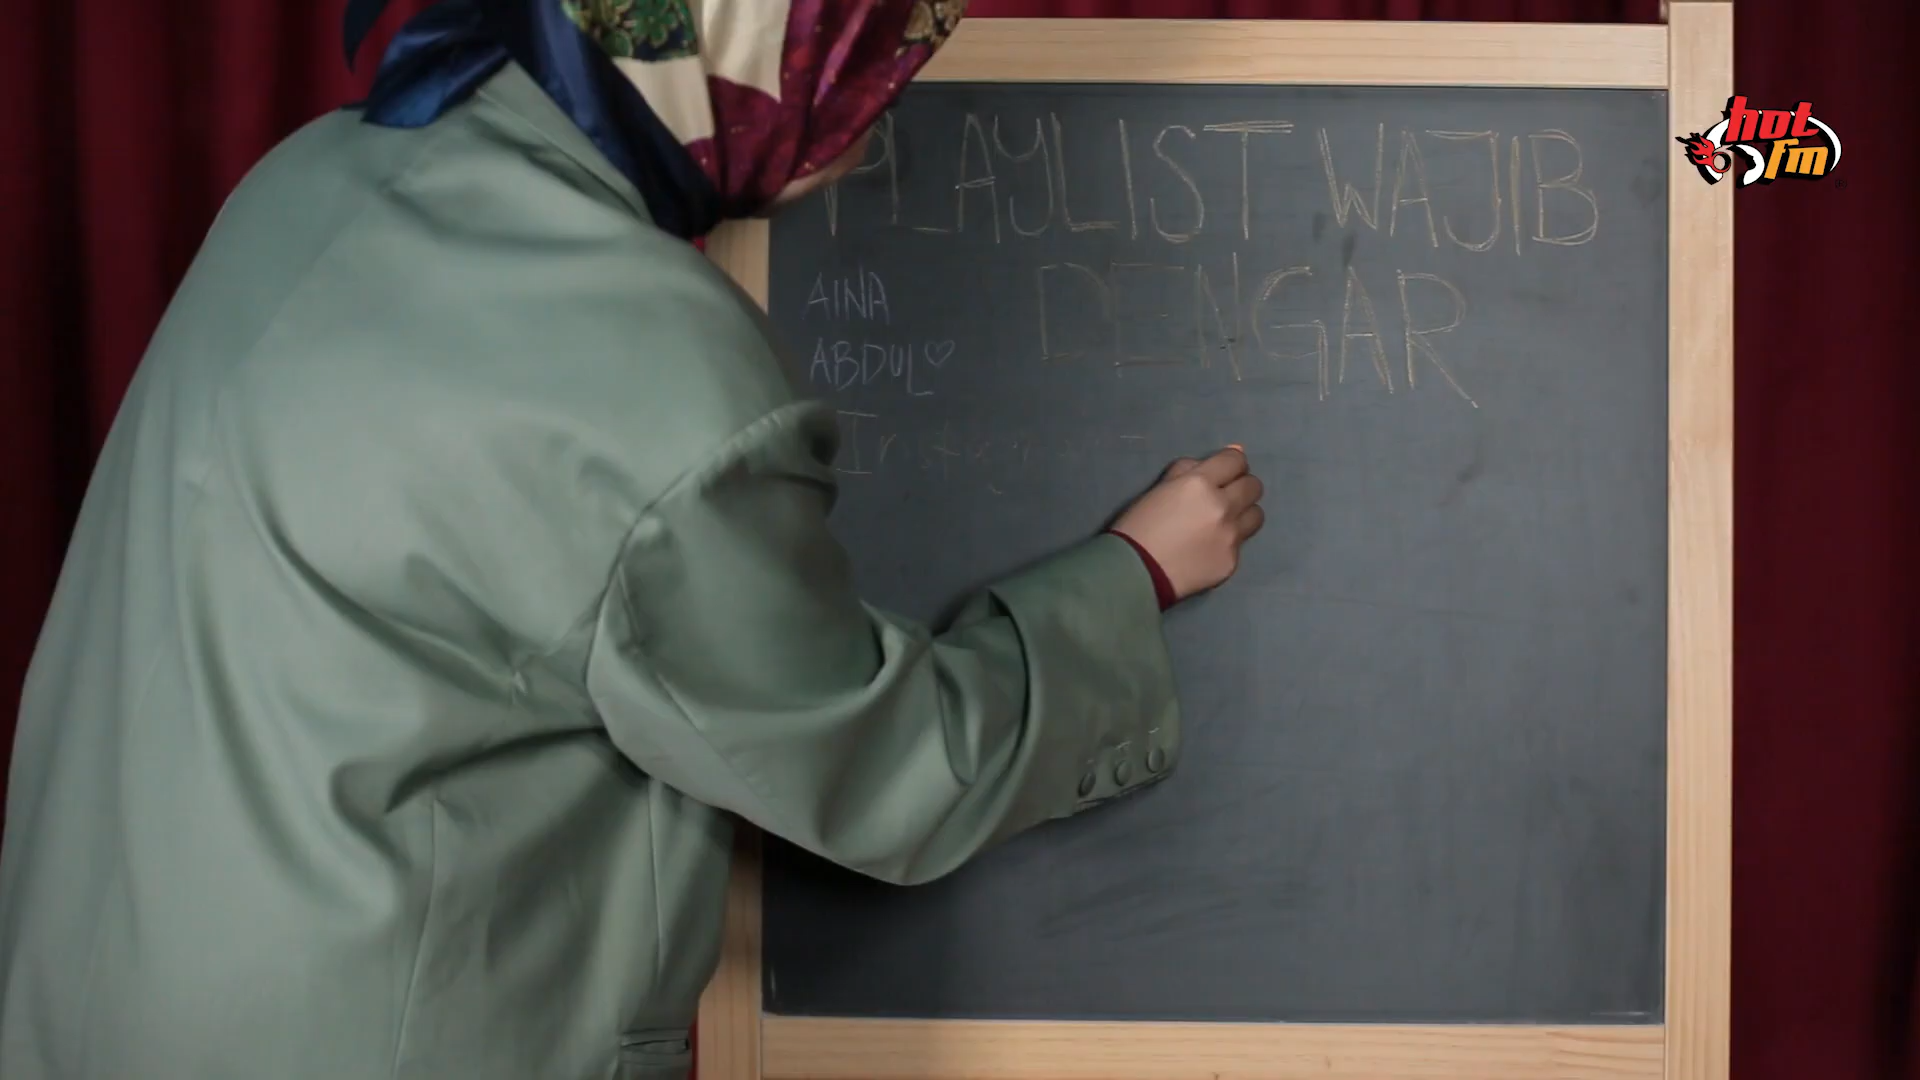 PLAYLIST WAJIB
DENGAR
AINA
ABDUL♡
hot
fm